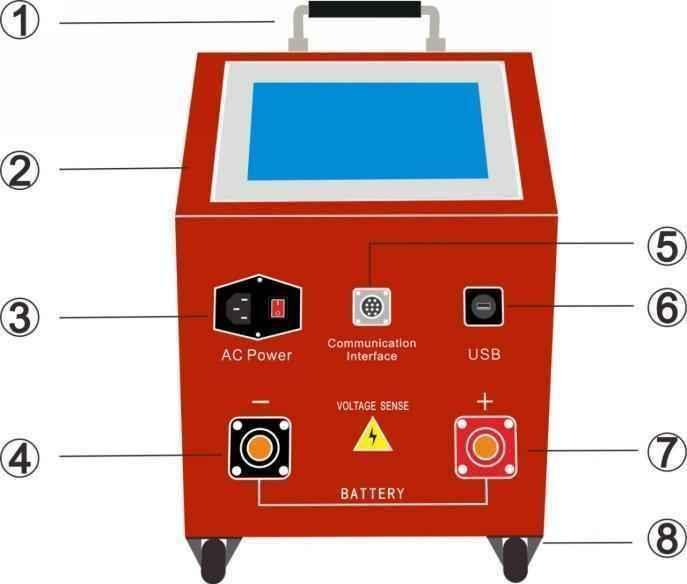 ①
②
⑤
③
⑥
AC Power
Communication
Interface
USB
− VOLTAGE SENSE +
④
⑦
BATTERY
⑧